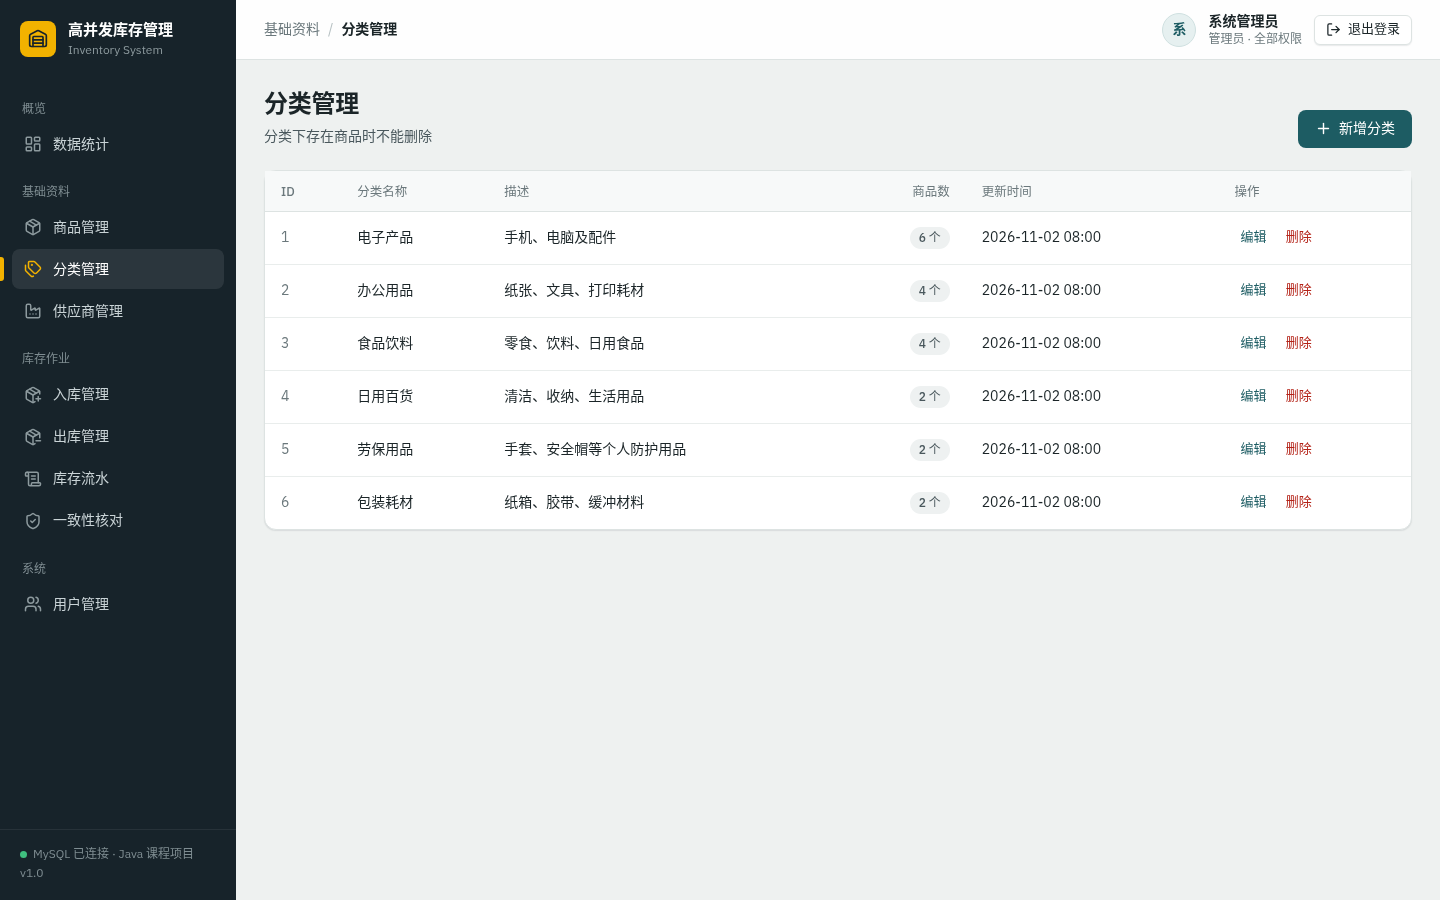 高并发库存管理
Inventory System
概览
数据统计
基础资料
商品管理
分类管理
供应商管理
库存作业
入库管理
出库管理
库存流水
一致性核对
系统
用户管理
MySQL 已连接 · Java 课程项目
v1.0
基础资料 / 分类管理
系
系统管理员
管理员 · 全部权限
退出登录
分类管理
分类下存在商品时不能删除
新增分类
ID 分类名称 描述 商品数 更新时间 操作
1 电子产品 手机、电脑及配件 6 个 2026-11-02 08:00 编辑 删除
2 办公用品 纸张、文具、打印耗材 4 个 2026-11-02 08:00 编辑 删除
3 食品饮料 零食、饮料、日用食品 4 个 2026-11-02 08:00 编辑 删除
4 日用百货 清洁、收纳、生活用品 2 个 2026-11-02 08:00 编辑 删除
5 劳保用品 手套、安全帽等个人防护用品 2 个 2026-11-02 08:00 编辑 删除
6 包装耗材 纸箱、胶带、缓冲材料 2 个 2026-11-02 08:00 编辑 删除